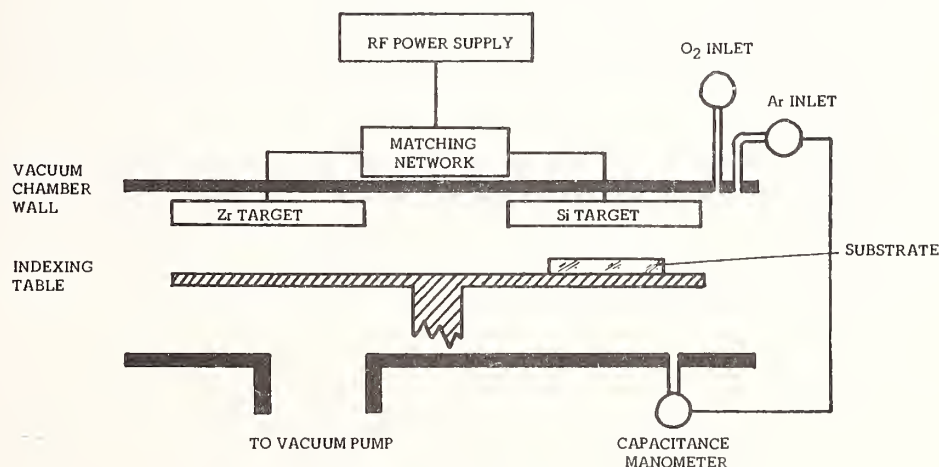 RF POWER SUPPLY
O2 INLET
Ar INLET
MATCHING
NETWORK
VACUUM
CHAMBER
WALL
Zr TARGET
Si TARGET
SUBSTRATE
INDEXING
TABLE
TO VACUUM PUMP
CAPACITANCE
MANOMETER